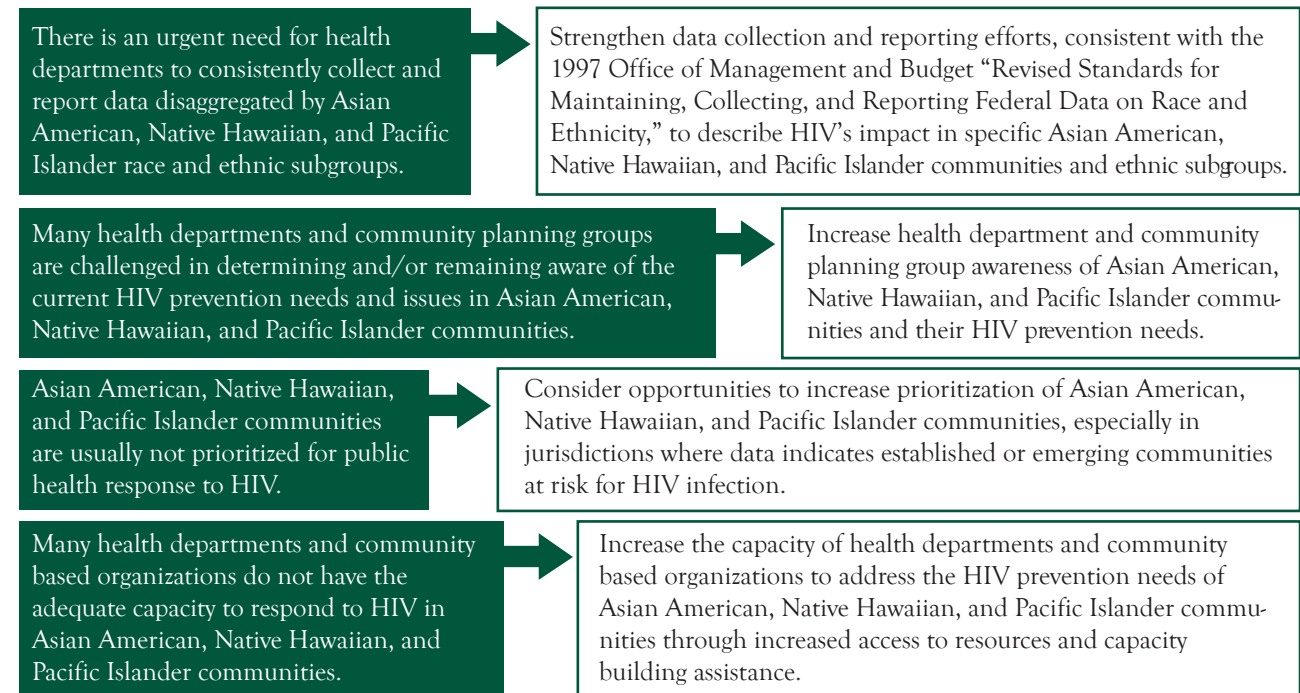 There is an urgent need for health
departments to consistently collect and
report data disaggregated by Asian
American, Native Hawaiian, and Pacific
Islander race and ethnic subgroups.
Strengthen data collection and reporting efforts, consistent with the
1997 Office of Management and Budget “Revised Standards for
Maintaining, Collecting, and Reporting Federal Data on Race and
Ethnicity,” to describe HIV’s impact in specific Asian American,
Native Hawaiian, and Pacific Islander communities and ethnic subgroups.
Many health departments and community planning groups
are challenged in determining and/or remaining aware of the
current HIV prevention needs and issues in Asian American,
Native Hawaiian, and Pacific Islander communities.
Increase health department and community
planning group awareness of Asian American,
Native Hawaiian, and Pacific Islander commu-
nities and their HIV prevention needs.
Asian American, Native Hawaiian,
and Pacific Islander communities
are usually not prioritized for public
health response to HIV.
Consider opportunities to increase prioritization of Asian American,
Native Hawaiian, and Pacific Islander communities, especially in
jurisdictions where data indicates established or emerging communities
at risk for HIV infection.
Many health departments and community
based organizations do not have the
adequate capacity to respond to HIV in
Asian American, Native Hawaiian, and
Pacific Islander communities.
Increase the capacity of health departments and community
based organizations to address the HIV prevention needs of
Asian American, Native Hawaiian, and Pacific Islander commu-
nities through increased access to resources and capacity
building assistance.